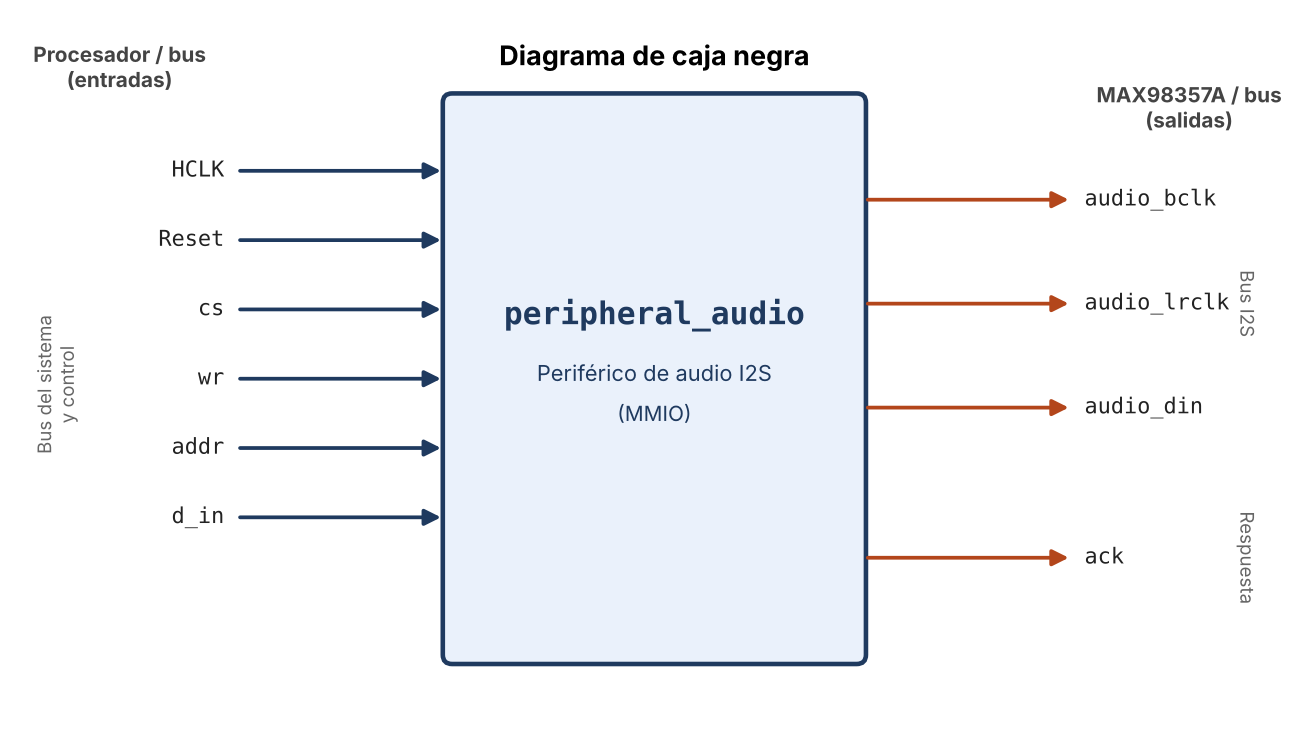 Diagrama de caja negra
Procesador / bus
(entradas)
MAX98357A / bus
(salidas)
HCLK
Reset
cs
wr
addr
d_in
Bus del sistema
y control
peripheral_audio
Periférico de audio I2S
(MMIO)
audio_bclk
audio_lrclk
audio_din
ack
Bus I2S
Respuesta